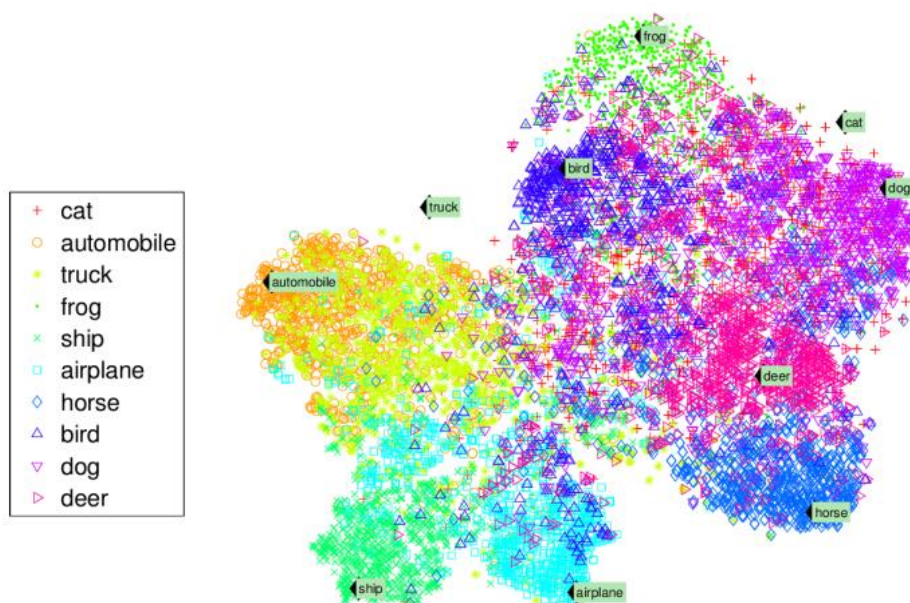 frog
cat
bird
dog
truck
automobile
deer
horse
ship
airplane
cat
automobile
truck
frog
ship
airplane
horse
bird
dog
deer